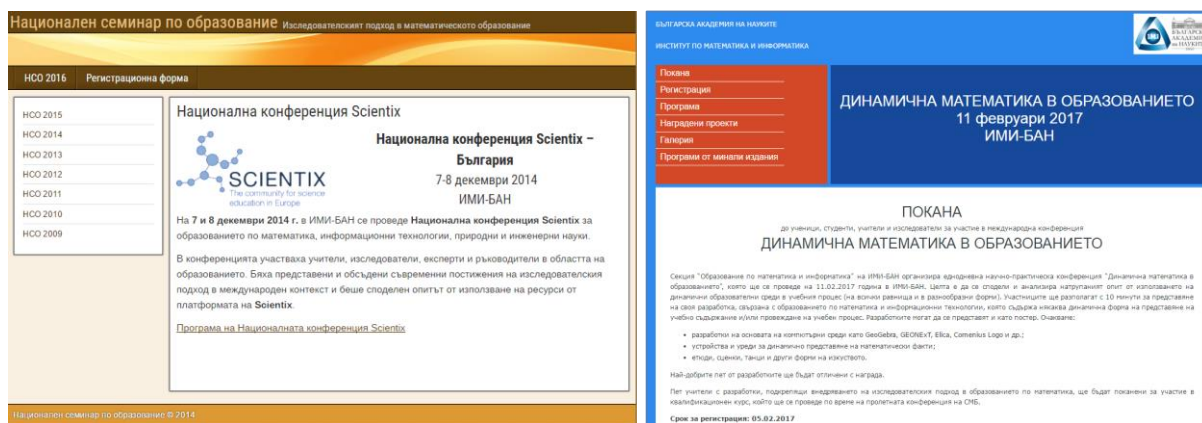 Национален семинар по образование Изследователският подход в математическото образование
НСО 2016 Регистрационна форма
НСО 2015
НСО 2014
НСО 2013
НСО 2012
НСО 2011
НСО 2010
НСО 2009
Национална конференция Scientix
SCIENTIX
The community for science
education in Europe
Национална конференция Scientix –
България
7-8 декември 2014
ИМИ-БАН
На 7 и 8 декември 2014 г. в ИМИ-БАН се проведе Национална конференция Scientix за
образованието по математика, информационни технологии, природни и инженерни науки.
В конференцията участваха учители, изследователи, експерти и ръководители в областта на
образованието. Бяха представени и обсъдени съвременни постижения на изследователския
подход в международен контекст и беше споделен опитът от използване на ресурси от
платформата на Scientix.
Програма на Националната конференция Scientix
Национален семинар по образование © 2014
БЪЛГАРСКА АКАДЕМИЯ НА НАУКИТЕ
ИНСТИТУТ ПО МАТЕМАТИКА И ИНФОРМАТИКА
БЪЛГАРСКА
АКАДЕМИЯ
на НАУКИТЕ
Покана
Регистрация
Програма
Наградени проекти
Галерия
Програми от минали издания
ДИНАМИЧНА МАТЕМАТИКА В ОБРАЗОВАНИЕТО
11 февруари 2017
ИМИ-БАН
ПОКАНА
до ученици, студенти, учители и изследователи за участие в международна конференция
ДИНАМИЧНА МАТЕМАТИКА В ОБРАЗОВАНИЕТО
Секция "Образование по математика и информатика" на ИМИ-БАН организира еднодневна научно-практическа конференция "Динамична математика в
образованието", която ще се проведе на 11.02.2017 година в ИМИ-БАН. Целта е да се сподели и анализира натрупаният опит от използването на
динамични образователни среди в учебния процес (на всички равнища и в разнообразни форми). Участниците ще разполагат с 10 минути за представяне
на своя разработка, свързана с образованието по математика и информационни технологии, която съдържа някаква динамична форма на представяне на
учебно съдържание и/или провеждане на учебен процес. Разработките могат да се представят и като постер. Очакваме:
• разработки на основата на компютърни среди като GeoGebra, GEONExT, Elica, Comenius Logo и др.;
• устройства и уреди за динамично представяне на математически факти;
• етюди, сценки, танци и други форми на изкуството.
Най-добрите пет от разработките ще бъдат отличени с награда.
Пет учители с разработки, подкрепящи внедряването на изследователския подход в образованието по математика, ще бъдат поканени за участие в
квалификационен курс, който ще се проведе по време на пролетната конференция на СМБ.
Срок за регистрация: 05.02.2017